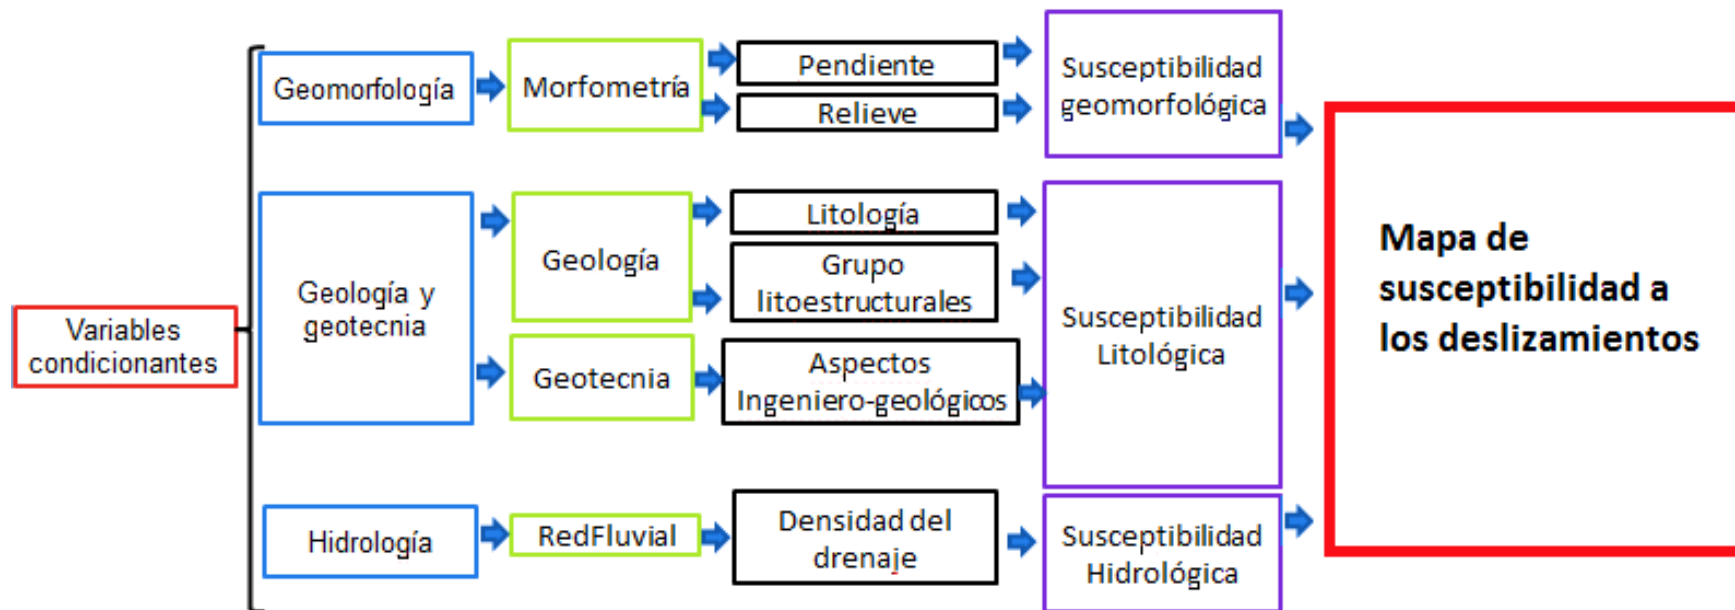 Variables
condicionantes
Geomorfología
Morfometría
Pendiente
Relieve
Susceptibilidad
geomorfológica
Geología y
geotecnia
Geología
Litología
Grupo
litoestructurales
Geotecnia
Aspectos
Ingeniero-geológicos
Susceptibilidad
Litológica
Hidrología
RedFluvial
Densidad del
drenaje
Susceptibilidad
Hidrológica
Mapa de
susceptibilidad a
los deslizamientos